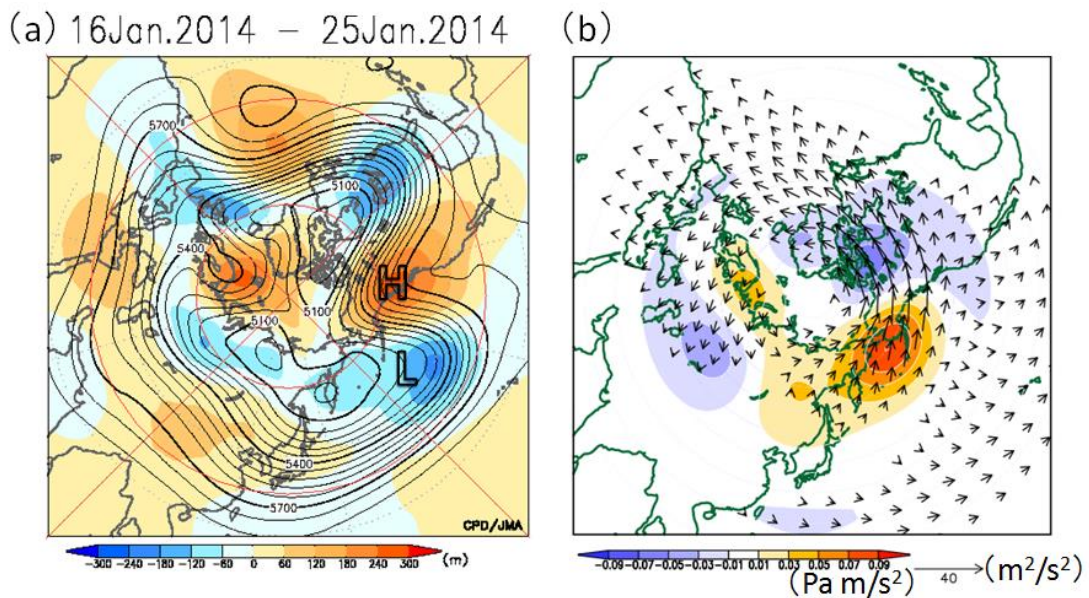 (a) 16Jan.2014 - 25Jan.2014
(b)
5700
5100
5400
H
5100
5100
L
5400
5700
CPD/JMA
-300 -240 -180 -120 -60 0 60 120 180 240 300 (m)
-0.09 -0.07 -0.05 -0.03 -0.01 0.01 0.03 0.05 0.07 0.09
(Pa m/s²) 40 (m²/s²)